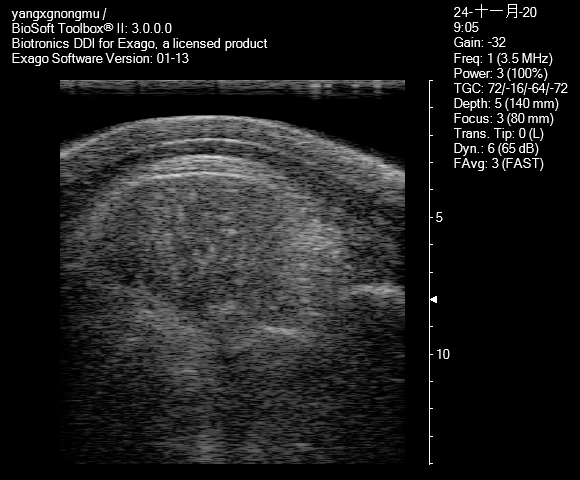 yangxgnongmu /
BioSoft Toolbox® II: 3.0.0.0
Biotronics DDI for Exago, a licensed product
Exago Software Version: 01-13
24-十一月-20
9:05
Gain: -32
Freq: 1 (3.5 MHz)
Power: 3 (100%)
TGC: 72/-16/-64/-72
Depth: 5 (140 mm)
Focus: 3 (80 mm)
Trans. Tip: 0 (L)
Dyn.: 6 (65 dB)
FAvg: 3 (FAST)
5
10